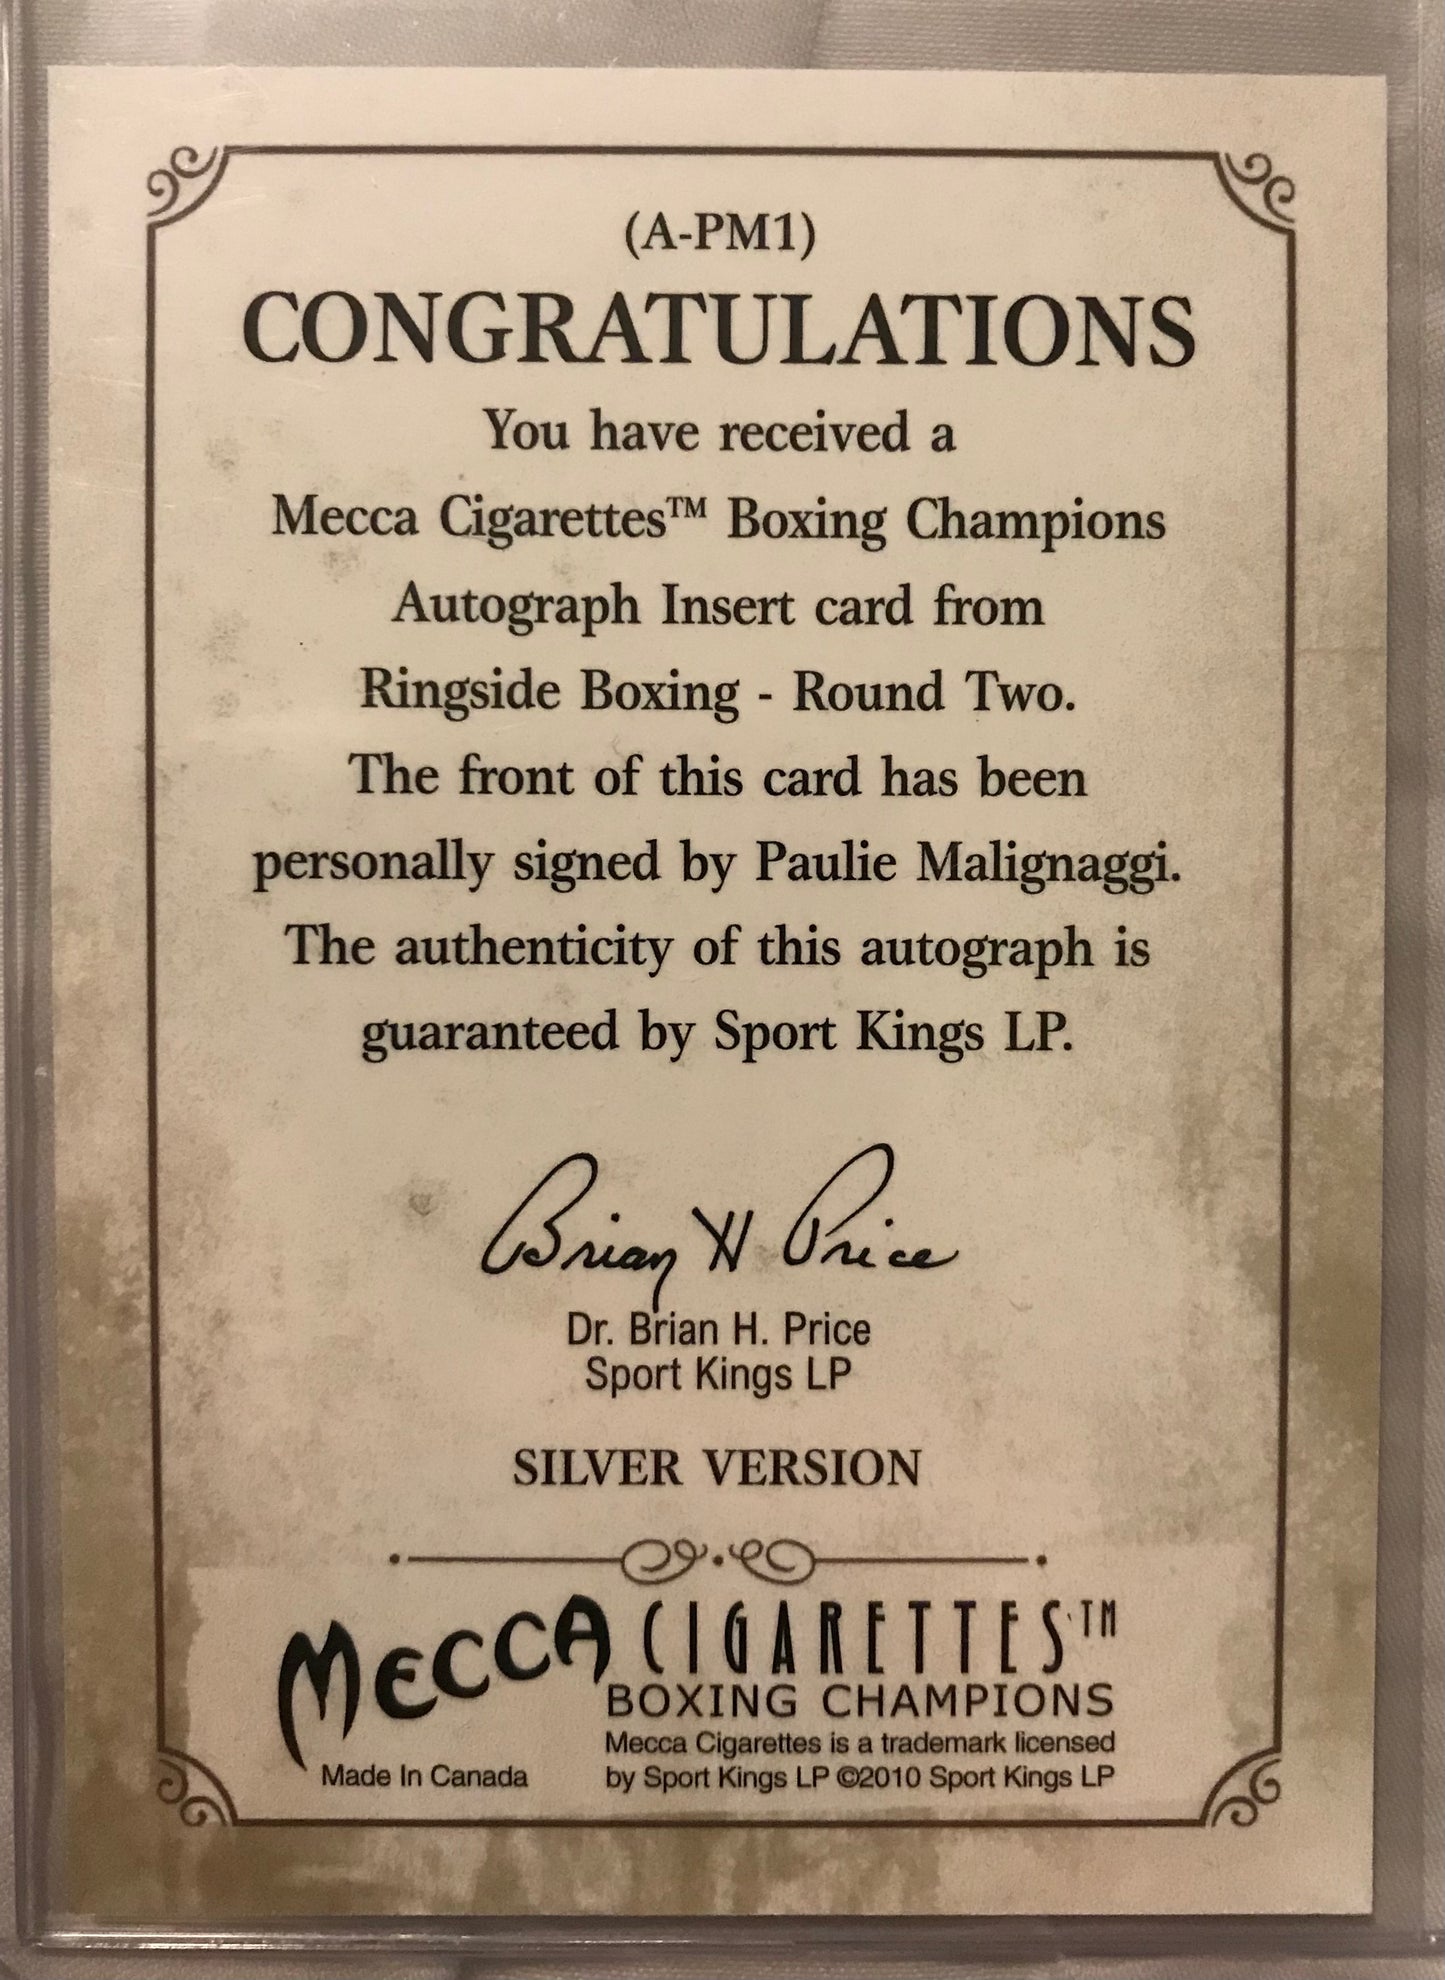 (A-PM1)
CONGRATULATIONS
You have received a
Mecca Cigarettes™ Boxing Champions
Autograph Insert card from
Ringside Boxing - Round Two.
The front of this card has been
personally signed by Paulie Malignaggi.
The authenticity of this autograph is
guaranteed by Sport Kings LP.
Brian H Price
Dr. Brian H. Price
Sport Kings LP
SILVER VERSION
MECCA CIGARETTES™
BOXING CHAMPIONS
Mecca Cigarettes is a trademark licensed
Made In Canada by Sport Kings LP ©2010 Sport Kings LP